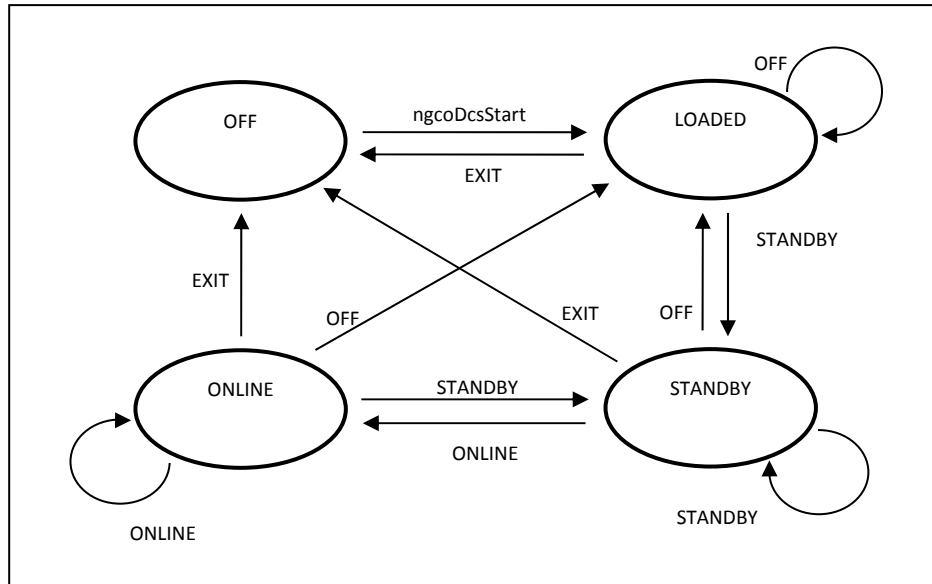 OFF
OFF
ngcoDcsStart
LOADED
EXIT
STANDBY
EXIT
OFF
EXIT
OFF
ONLINE
STANDBY
STANDBY
ONLINE
STANDBY
ONLINE